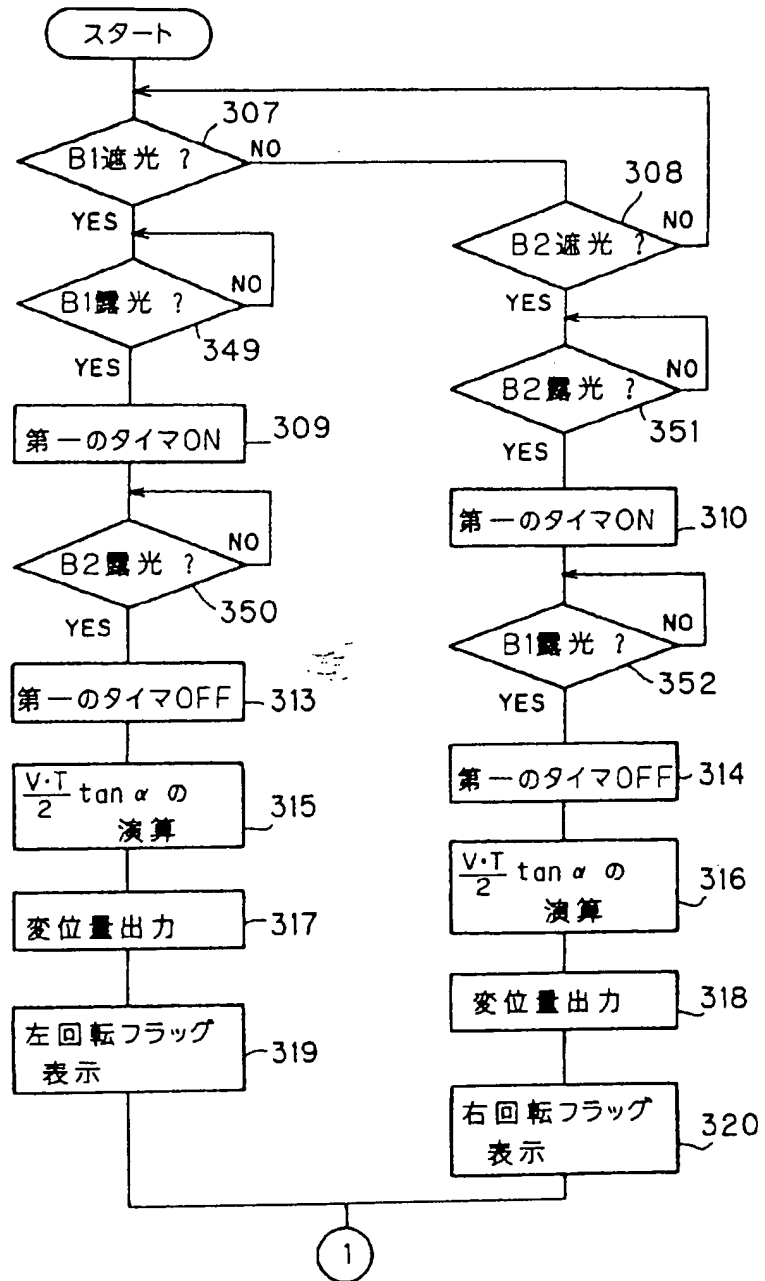 スタート
307
B1遮光 ?
NO
YES
308
B2遮光 ?
NO
YES
B1露光 ?
NO
349
YES
B2露光 ?
NO
351
YES
第一のタイマON
309
第一のタイマON
310
B2露光 ?
NO
350
YES
B1露光 ?
NO
352
YES
第一のタイマOFF
313
第一のタイマOFF
314
V·T/2 tan α の
演算
315
V·T/2 tan α の
演算
316
変位量出力
317
変位量出力
318
左回転フラッグ
表示
319
右回転フラッグ
表示
320
1